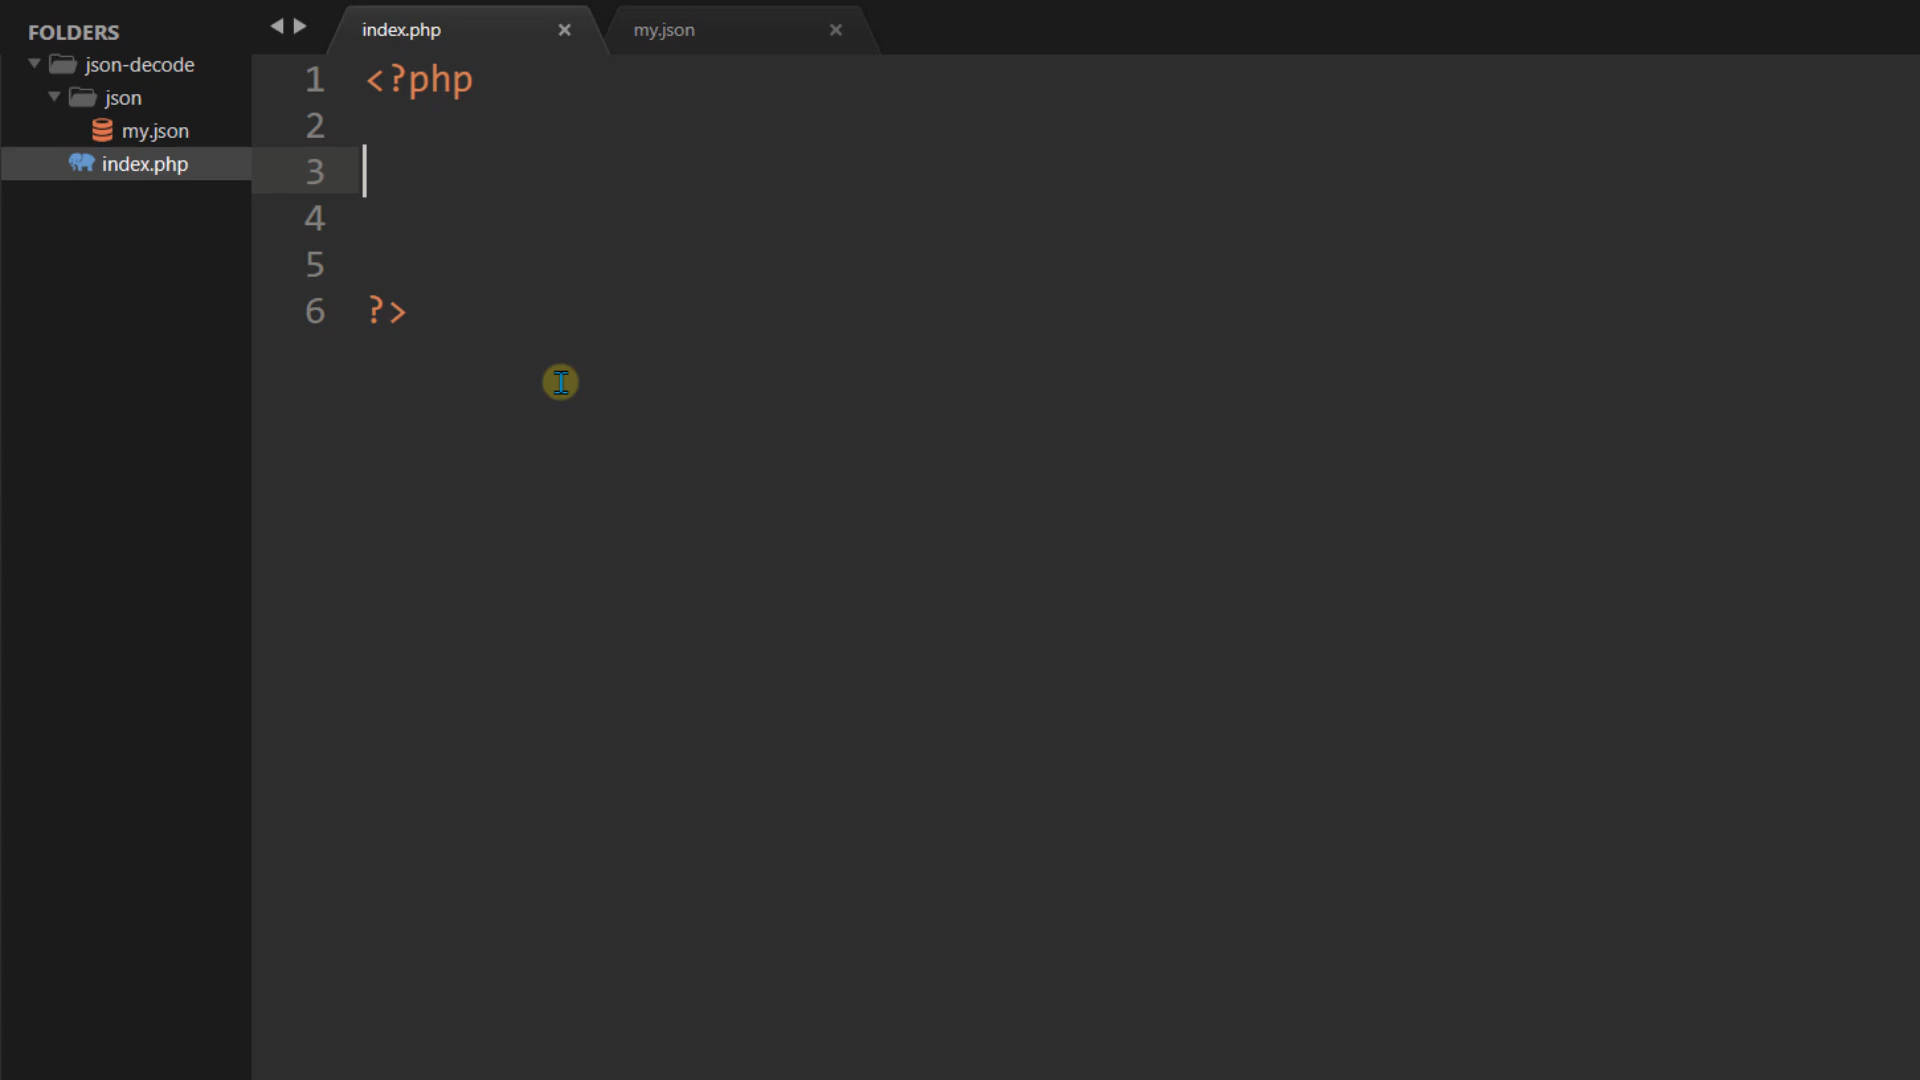 FOLDERS
json-decode
json
my.json
index.php
index.php × my.json ×
1 <?php
2
3
4
5
6 ?>